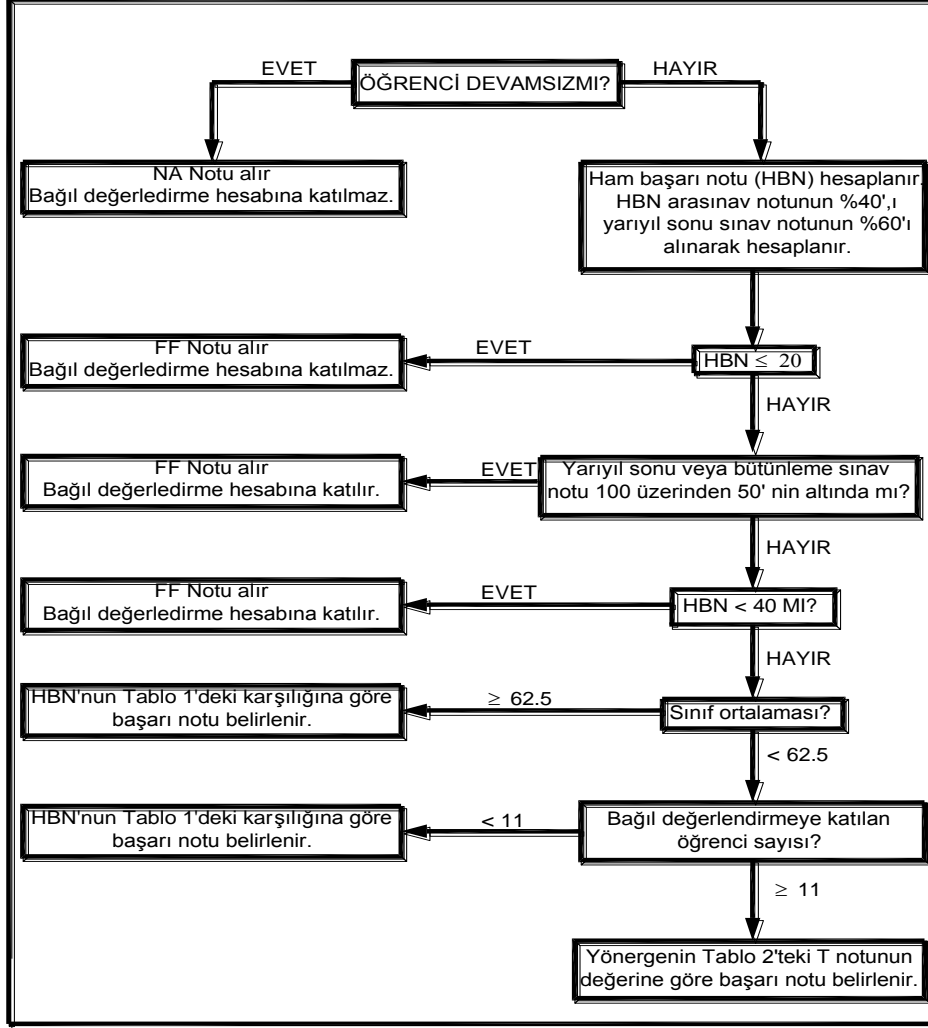 EVET
ÖĞRENCİ DEVAMSIZMI?
HAYIR
NA Notu alır
Bağıl değerledirme hesabına katılmaz.
Ham başarı notu (HBN) hesaplanır.
HBN arasınav notunun %40',ı
yarıyıl sonu sınav notunun %60'ı
alınarak hesaplanır.
FF Notu alır
Bağıl değerledirme hesabına katılmaz.
EVET
HBN ≤ 20
HAYIR
FF Notu alır
Bağıl değerledirme hesabına katılır.
EVET
Yarıyıl sonu veya bütünleme sınav
notu 100 üzerinden 50' nin altında mı?
HAYIR
FF Notu alır
Bağıl değerledirme hesabına katılır.
EVET
HBN < 40 MI?
HAYIR
HBN'nun Tablo 1'deki karşılığına göre
başarı notu belirlenir.
≥ 62.5
Sınıf ortalaması?
< 62.5
HBN'nun Tablo 1'deki karşılığına göre
başarı notu belirlenir.
< 11
Bağıl değerlendirmeye katılan
öğrenci sayısı?
≥ 11
Yönergenin Tablo 2'teki T notunun
değerine göre başarı notu belirlenir.